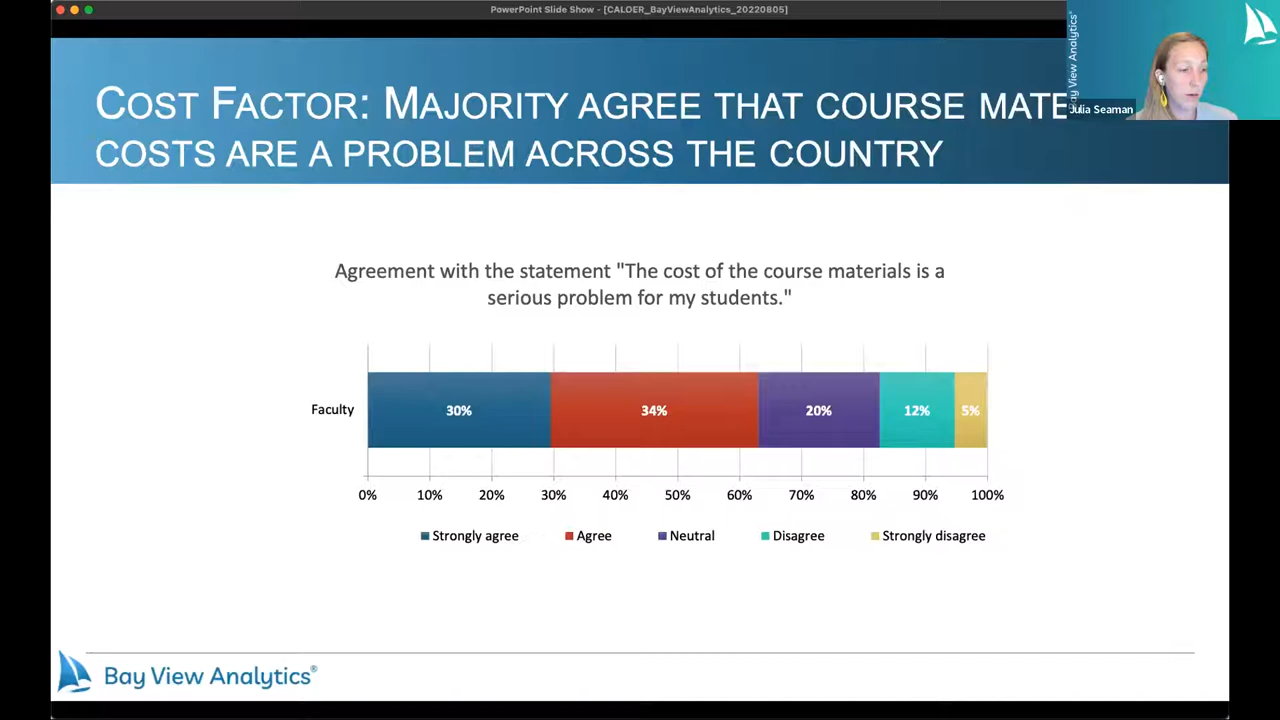 PowerPoint Slide Show - [CALOER_BayViewAnalytics_20220805]
Bay View Analytics®
Julia Seaman
COST FACTOR: MAJORITY AGREE THAT COURSE MATE
COSTS ARE A PROBLEM ACROSS THE COUNTRY
Agreement with the statement "The cost of the course materials is a
serious problem for my students."
Faculty
30% 34% 20% 12% 5%
0% 10% 20% 30% 40% 50% 60% 70% 80% 90% 100%
Strongly agree Agree Neutral Disagree Strongly disagree
Bay View Analytics®